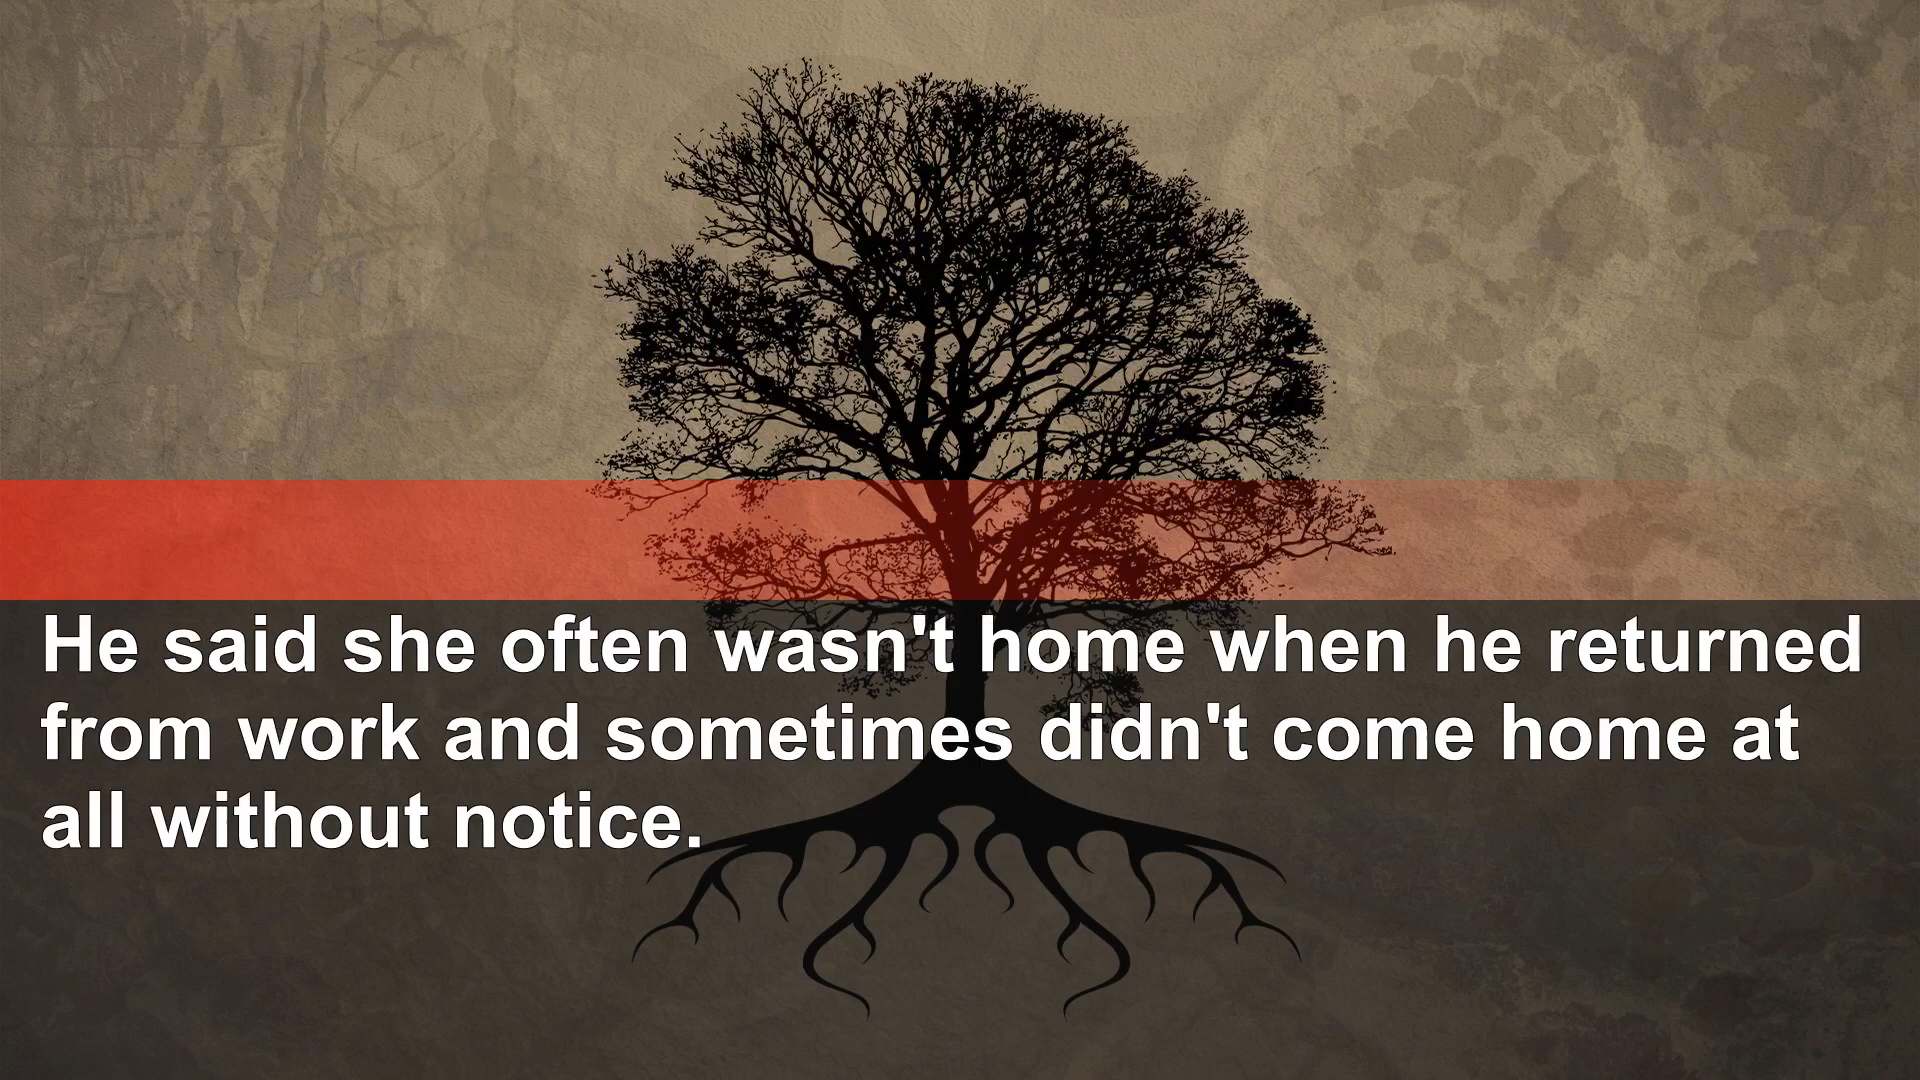 He said she often wasn't home when he returned
from work and sometimes didn't come home at
all without notice.